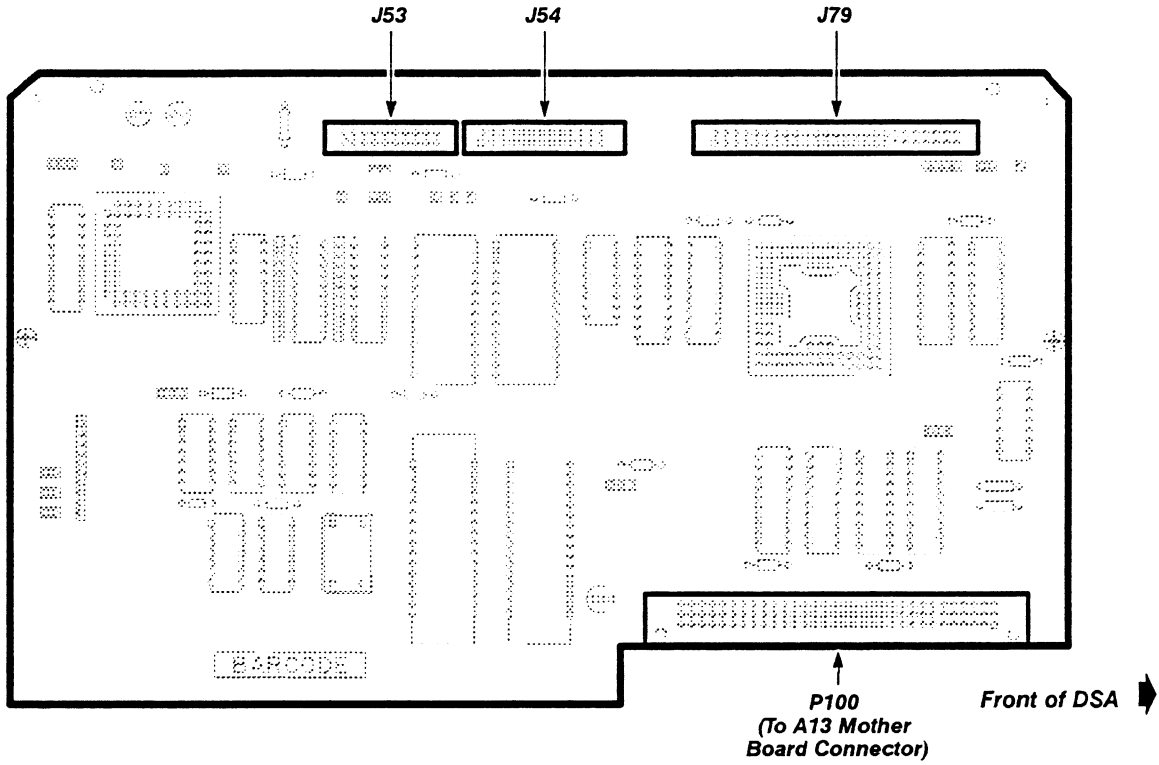 J53
J54
J79
BARCODE
P100
(To A13 Mother
Board Connector)
Front of DSA